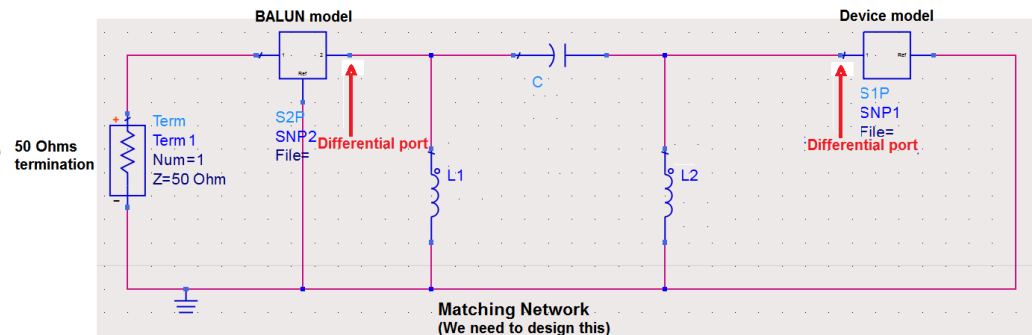 BALUN model
Device model
1
2
Ref
C
1
Ref
S2P
SNP2
File=
Differential port
S1P
SNP1
File=
Differential port
+
Term
Term1
Num=1
Z=50 Ohm
-
50 Ohms
termination
L1
L2
Matching Network
(We need to design this)